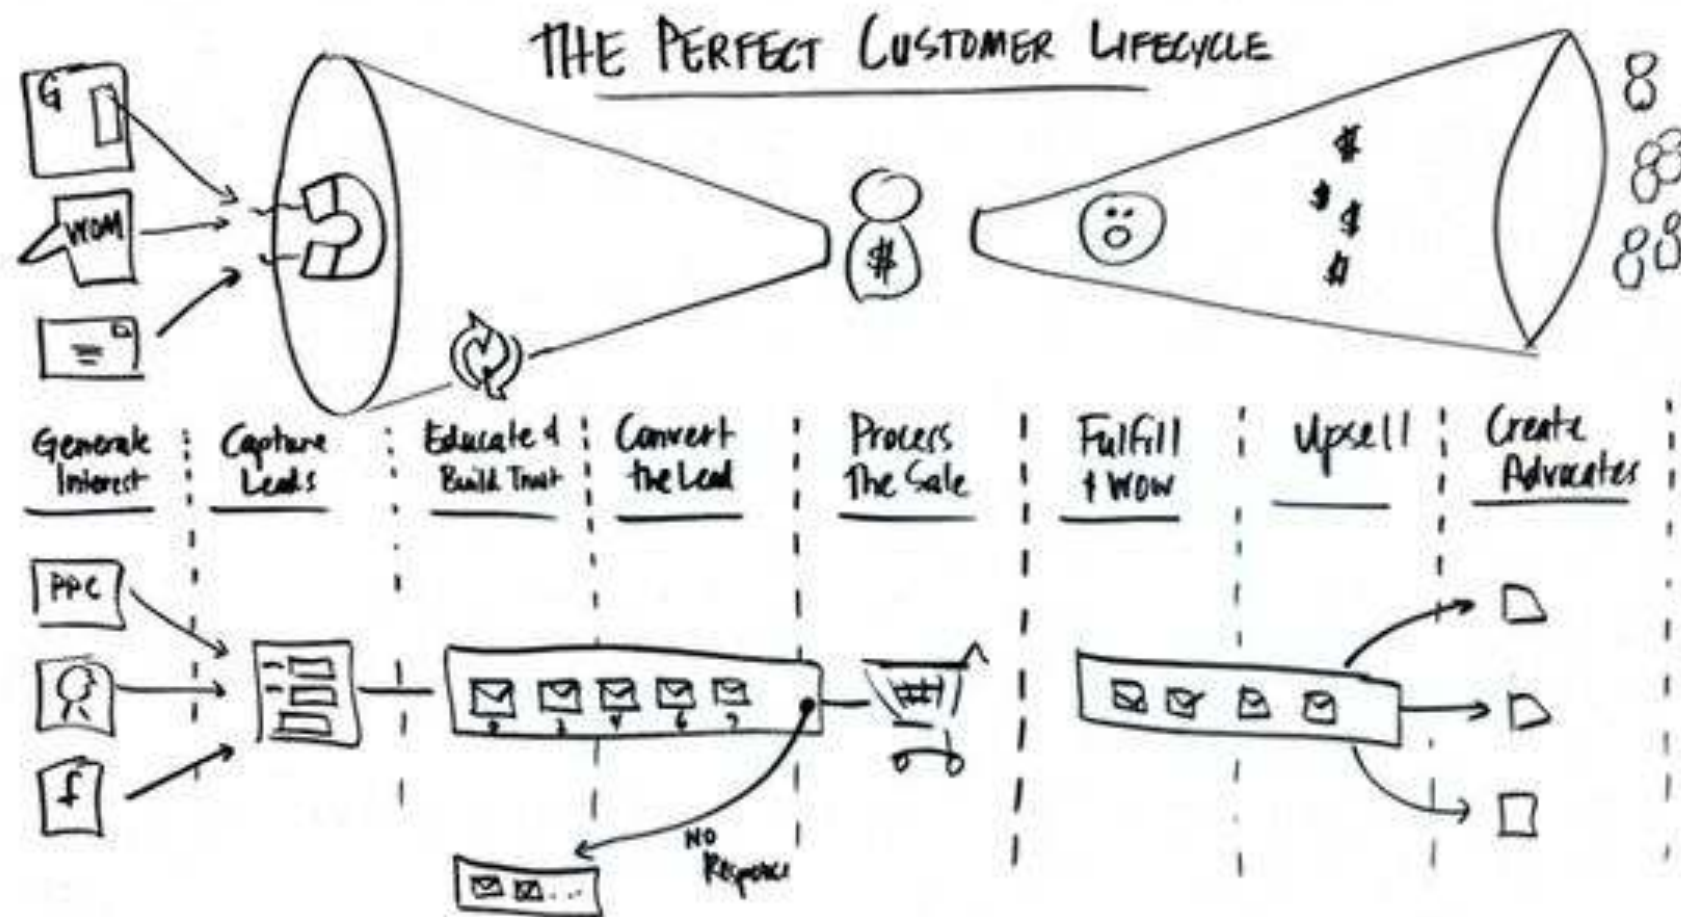 THE PERFECT CUSTOMER LIFECYCLE
G
WOM
$
$
$
$
$
Generate
Interest
Capture
Leads
Educate &
Build Trust
Convert
the Lead
Process
The Sale
Fulfill
+ WOW
Upsell
Create
Advocates
PPC
f
NO
Response